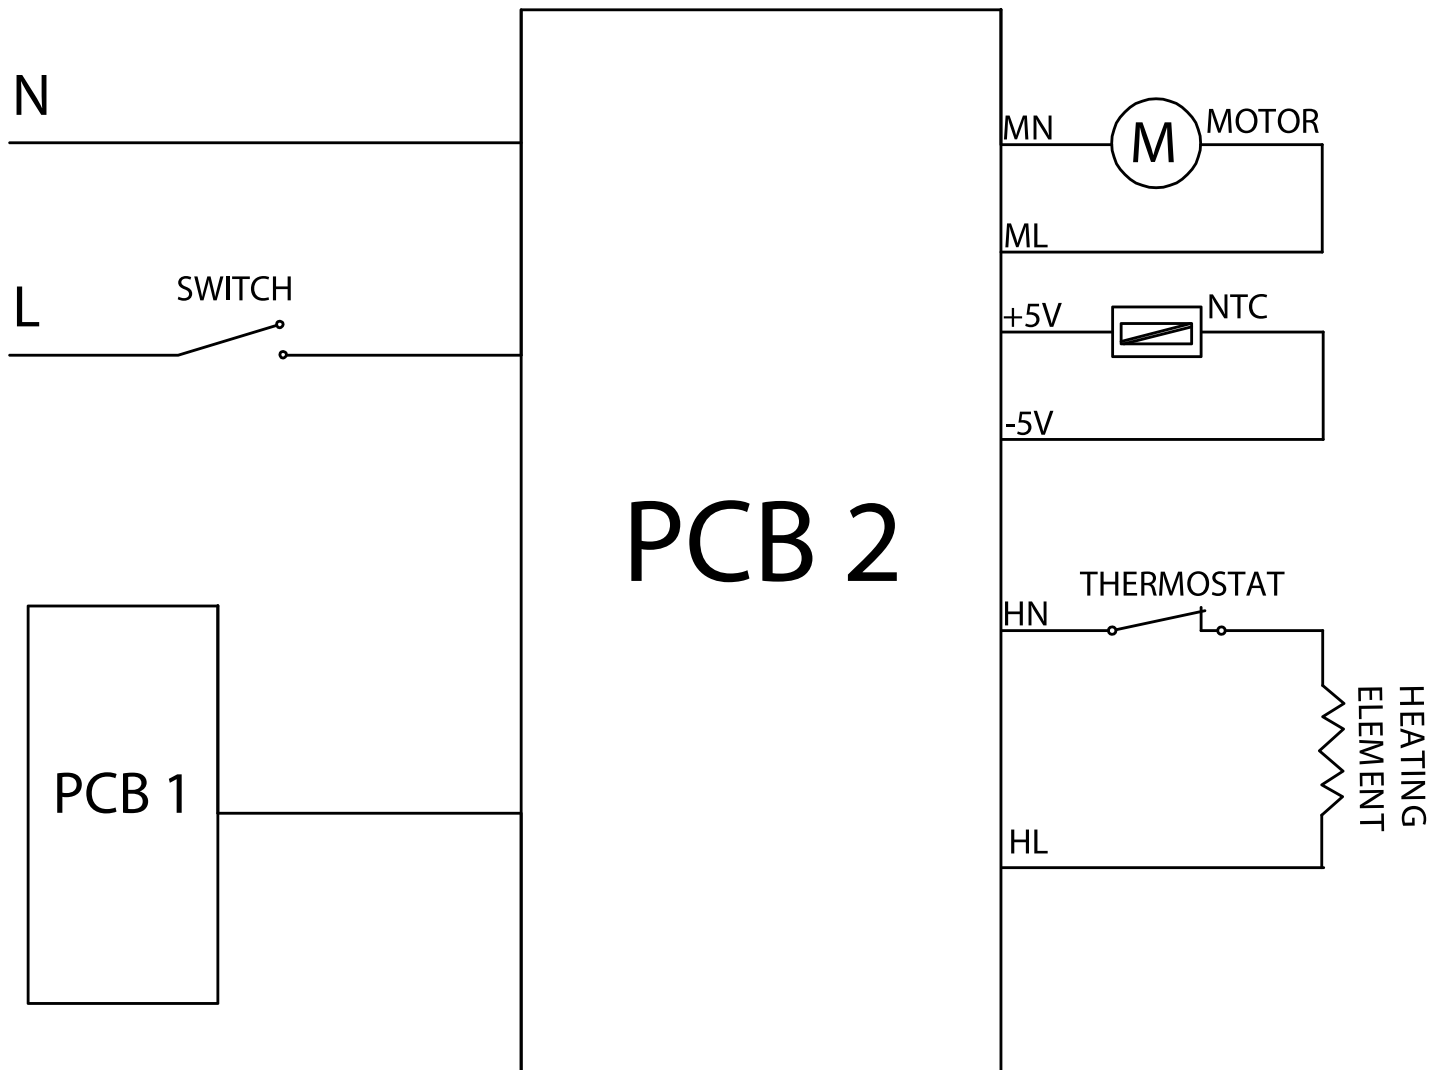 N
L
SWITCH
PCB 1
PCB 2
MN
M
MOTOR
ML
+5V
NTC
-5V
HN
THERMOSTAT
HEATING
ELEMENT
HL